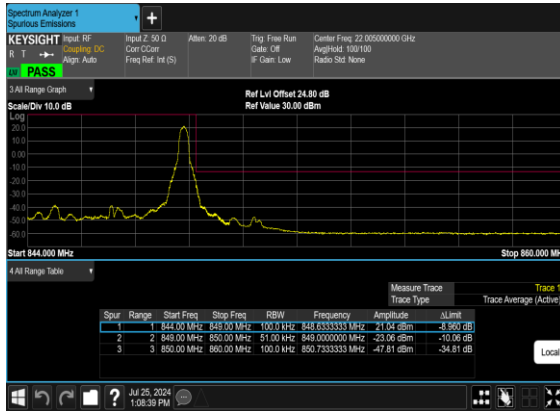 Spectrum Analyzer 1
Spurious Emissions
+
KEYSIGHT Input: RF Input Z: 50 Ω Atten: 20 dB Trig: Free Run Center Freq: 22.005000000 GHz
R T Coupling: DC Corr CCorr Gate: Off Avg|Hold: 100/100
Align: Auto Freq Ref: Int (S) IF Gain: Low Radio Std: None
LV PASS
3 All Range Graph
Ref Lvl Offset 24.80 dB
Scale/Div 10.0 dB Ref Value 30.00 dBm
Log
20.0
10.0
0.00
-10.0
-20.0
-30.0
-40.0
-50.0
-60.0
Start 844.000 MHz Stop 860.000 MH
4 All Range Table
Measure Trace Trace 1
Trace Type Trace Average (Active)
Spur Range Start Freq Stop Freq RBW Frequency Amplitude ΔLimit
1 1 844.00 MHz 849.00 MHz 100.0 kHz 848.6333333 MHz 21.04 dBm -8.960 dB
2 2 849.00 MHz 850.00 MHz 51.00 kHz 849.0000000 MHz -23.06 dBm -10.06 dB
3 3 850.00 MHz 860.00 MHz 100.0 kHz 850.7333333 MHz -47.81 dBm -34.81 dB
Local
? Jul 25, 2024
1:08:39 PM